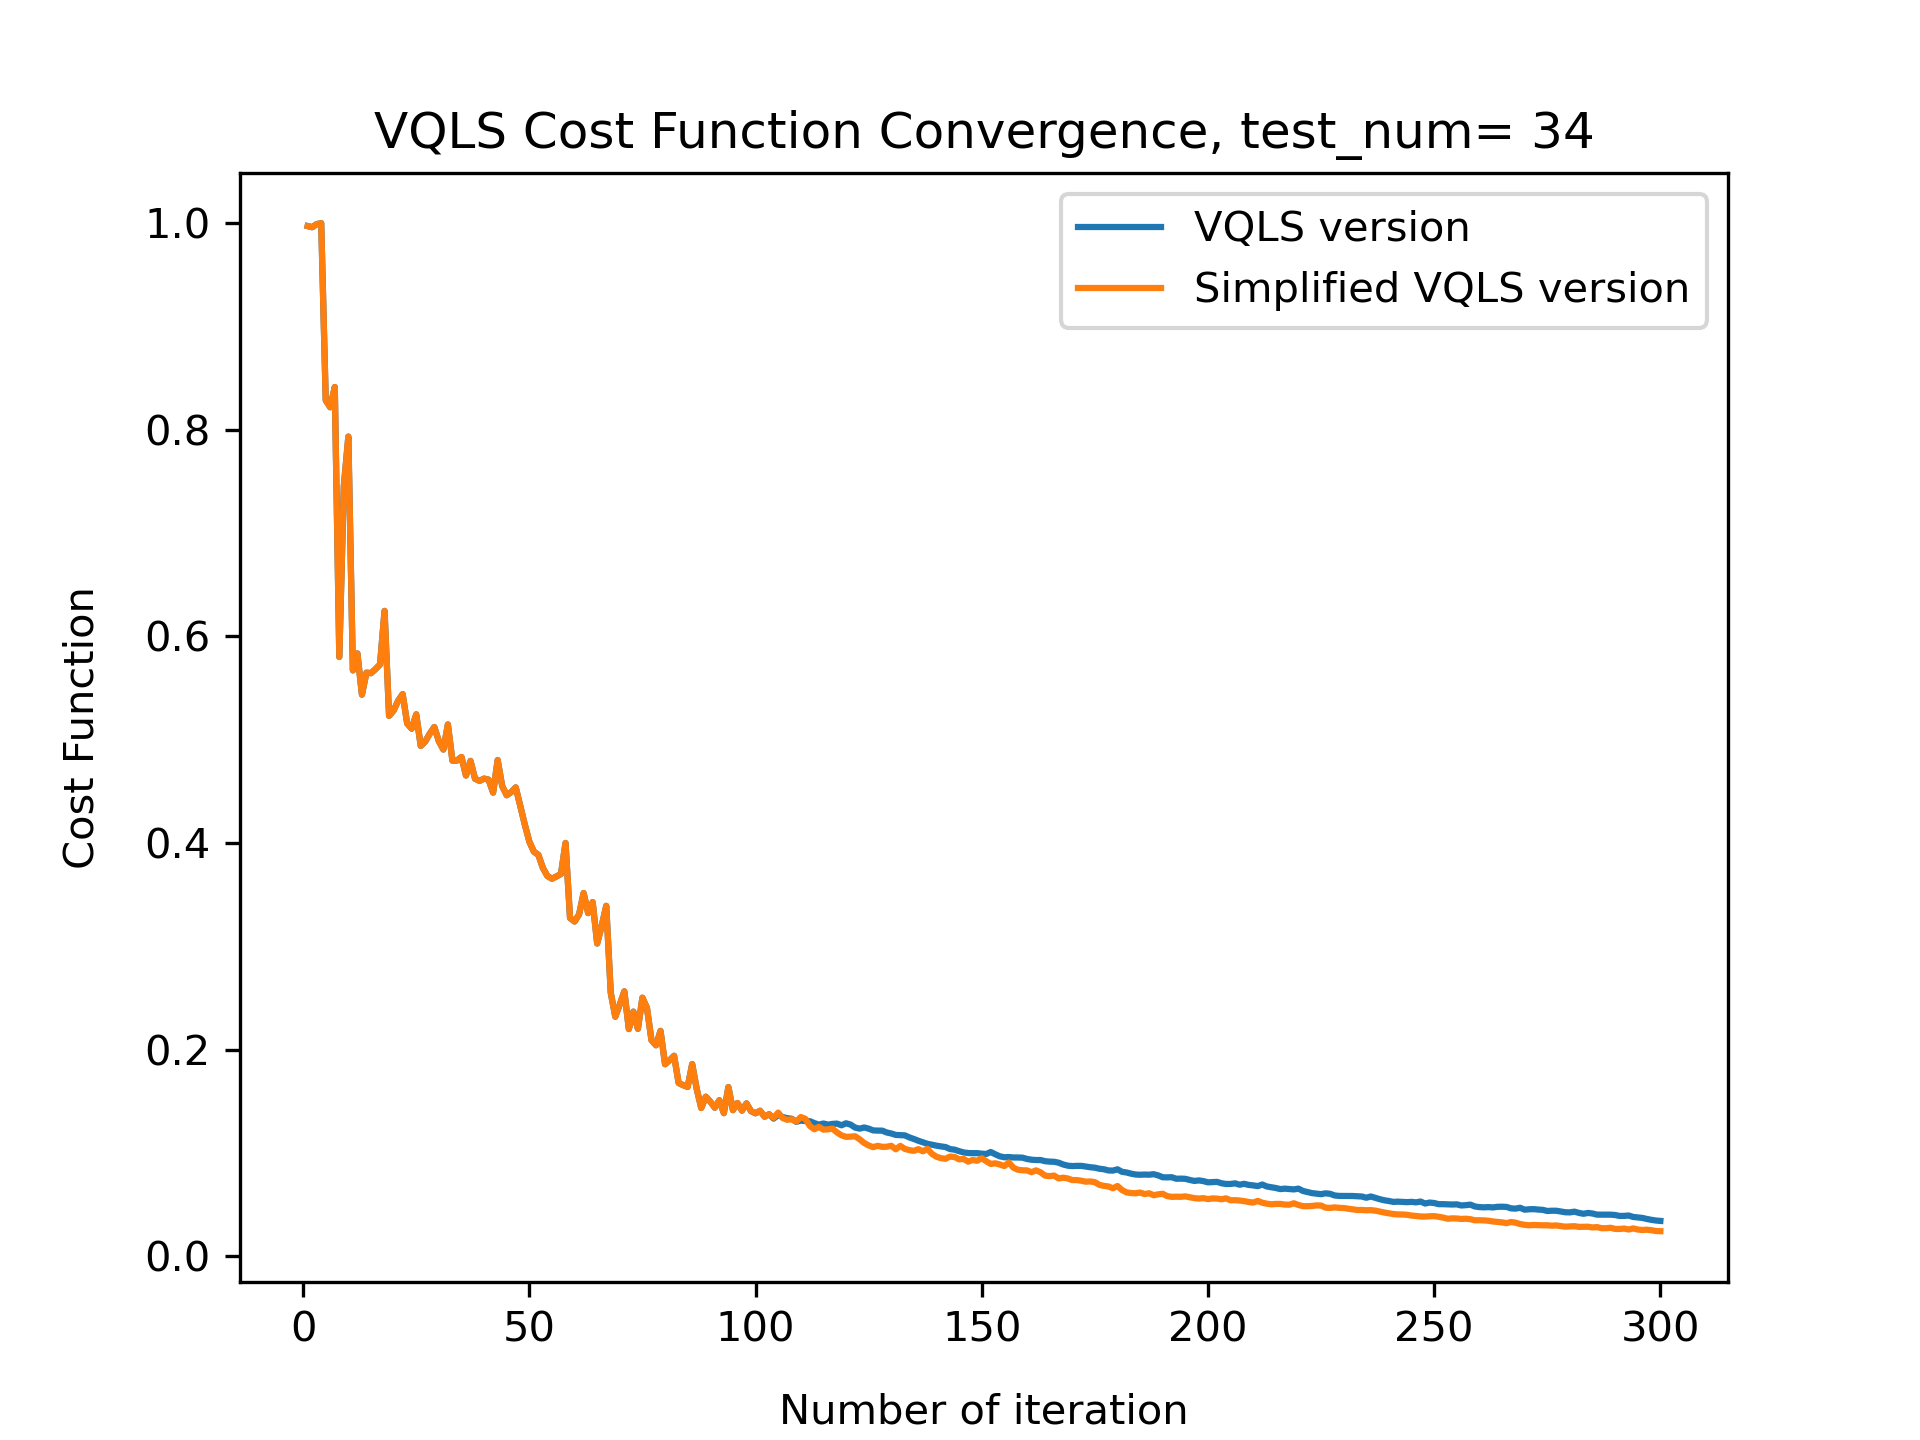 VQLS Cost Function Convergence, test_num= 34
VQLS version
Simplified VQLS version
1.0
0.8
0.6
0.4
0.2
0.0
Cost Function
0 50 100 150 200 250 300
Number of iteration